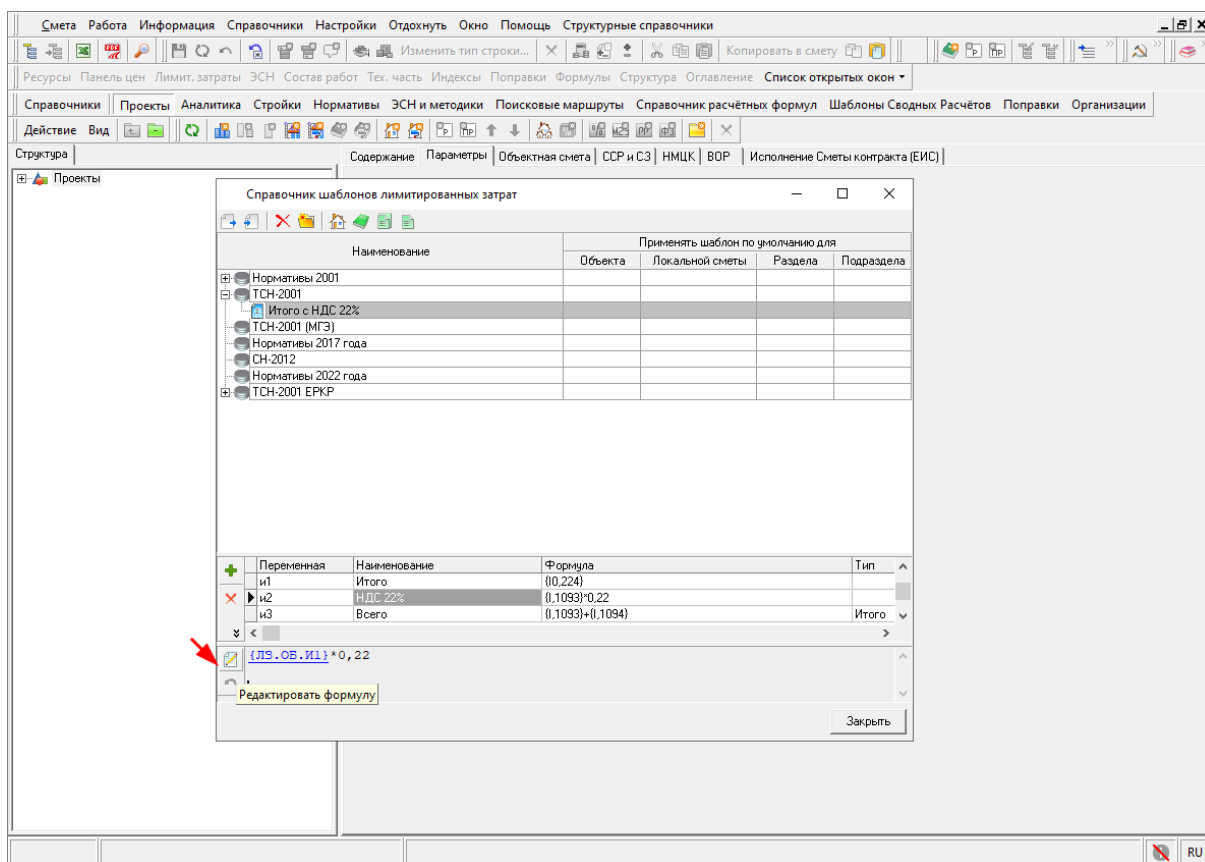 Смета Работа Информация Справочники Настройки Отдохнуть Окно Помощь Структурные справочники
Изменить тип строки... Копировать в смету
Ресурсы Панель цен Лимит. затраты ЭСН Состав работ Тех. часть Индексы Поправки Формулы Структура Оглавление Список открытых окон
Справочники Проекты Аналитика Стройки Нормативы ЭСН и методики Поисковые маршруты Справочник расчётных формул Шаблоны Сводных Расчётов Поправки Организации
Действие Вид
Структура Содержание Параметры Объектная смета ССР и СЗ НМЦК ВОР Исполнение Сметы контракта (ЕИС)
Проекты
Справочник шаблонов лимитированных затрат
Наименование Применять шаблон по умолчанию для
Объекта Локальной сметы Раздела Подраздела
Нормативы 2001
ТСН-2001
Итого с НДС 22%
ТСН-2001 (МГЭ)
Нормативы 2017 года
СН-2012
Нормативы 2022 года
ТСН-2001 ЕРКР
Переменная Наименование Формула Тип
и1 Итого {I0,224}
и2 НДС 22% {I,1093}*0,22
и3 Всего {I,1093}+{I,1094} Итого
{ЛЗ.ОБ.И1}*0,22
Редактировать формулу
Закрыть
RU